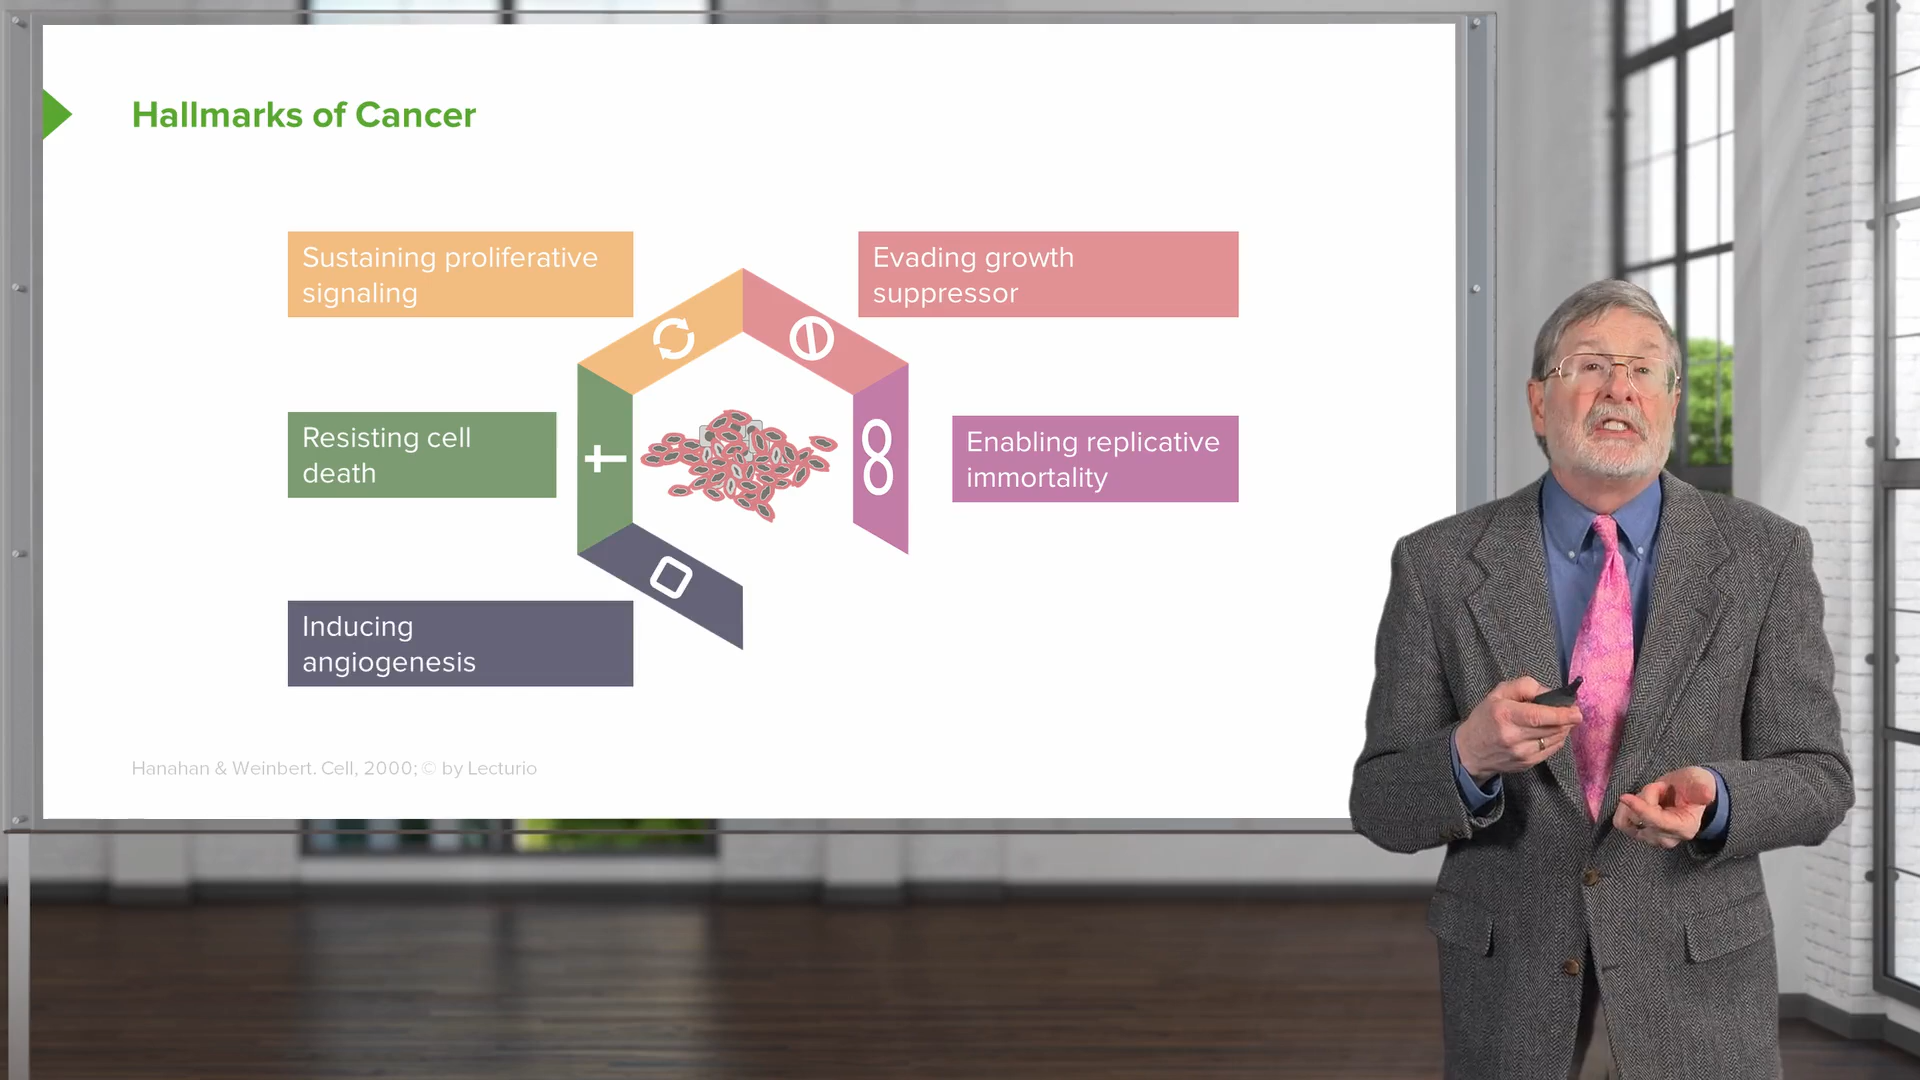 Hallmarks of Cancer
Sustaining proliferative
signaling
Evading growth
suppressor
Resisting cell
death
Enabling replicative
immortality
Inducing
angiogenesis
Hanahan & Weinbert. Cell, 2000; © by Lecturio